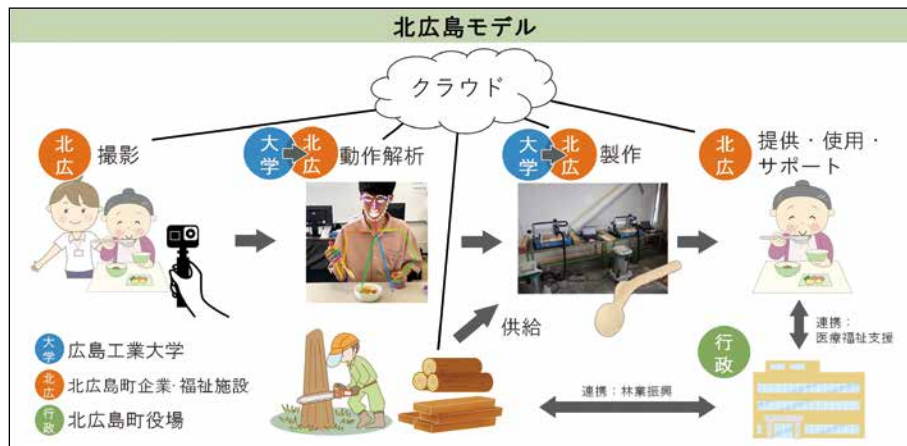 北広島モデル
クラウド
北広
撮影
大学
北広
動作解析
大学
北広
製作
北広
提供・使用・
サポート
供給
連携：
医療福祉支援
行政
大学
広島工業大学
北広
北広島町企業・福祉施設
行政
北広島町役場
連携：林業振興